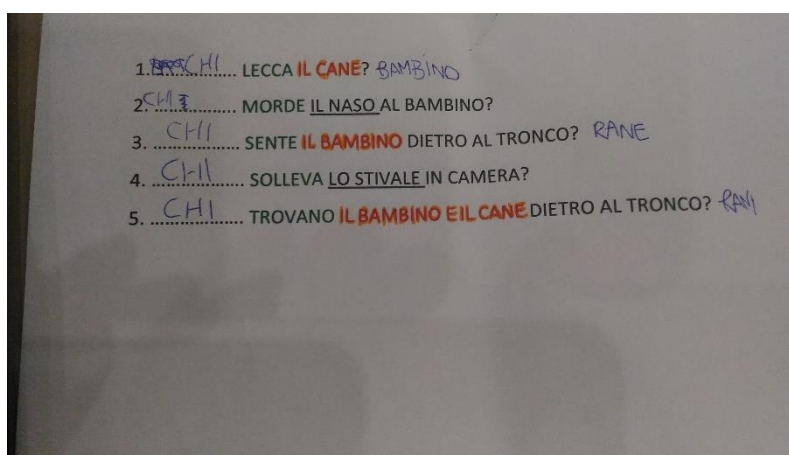 1. CHI LECCA IL CANE? BAMBINO
2. CHI MORDE IL NASO AL BAMBINO?
3. CHI SENTE IL BAMBINO DIETRO AL TRONCO? RANE
4. CHI SOLLEVA LO STIVALE IN CAMERA?
5. CHI TROVANO IL BAMBINO E IL CANE DIETRO AL TRONCO? RANI